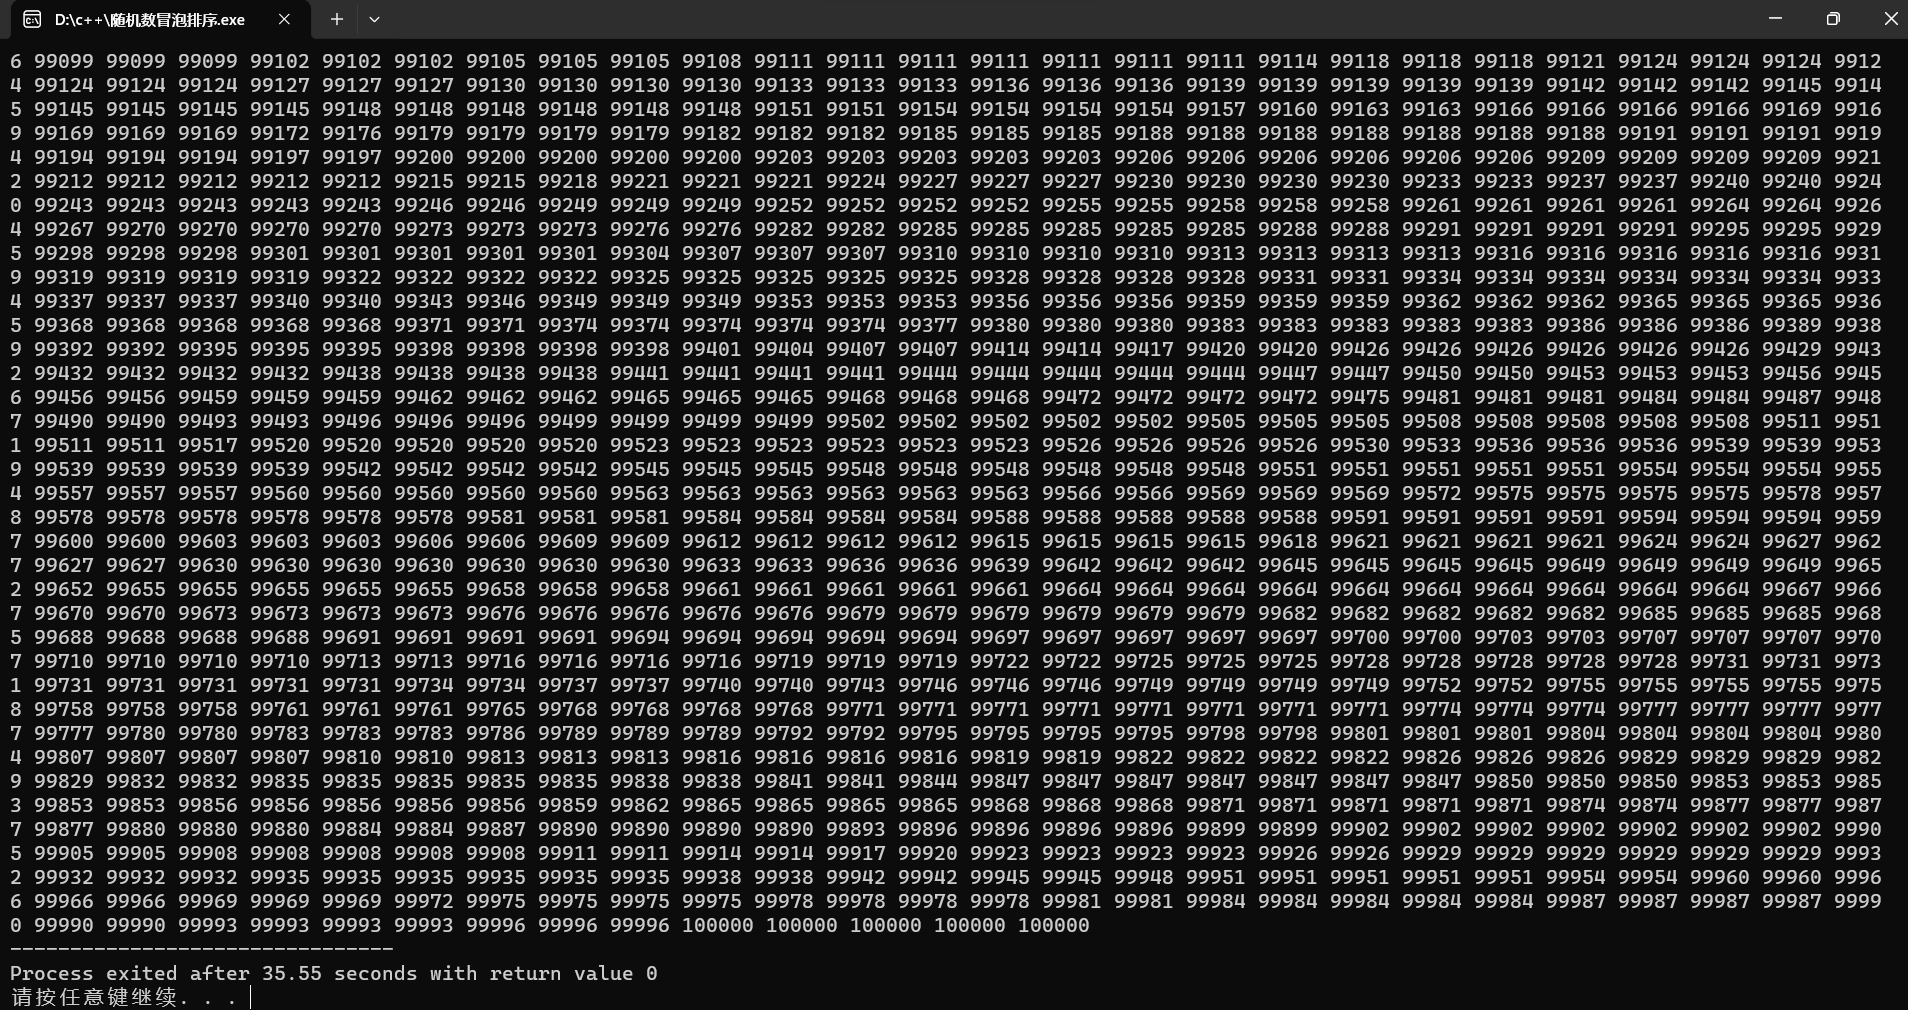 D:\c++\随机数冒泡排序.exe
6 99099 99099 99099 99102 99102 99102 99105 99105 99105 99108 99111 99111 99111 99111 99111 99111 99111 99114 99118 99118 99118 99121 99124 99124 99124 9912
4 99124 99124 99124 99127 99127 99127 99130 99130 99130 99130 99133 99133 99133 99136 99136 99136 99139 99139 99139 99139 99139 99142 99142 99142 99145 9914
5 99145 99145 99145 99145 99148 99148 99148 99148 99148 99148 99151 99151 99154 99154 99154 99154 99157 99160 99163 99163 99166 99166 99166 99166 99169 9916
9 99169 99169 99169 99172 99176 99179 99179 99179 99179 99182 99182 99182 99185 99185 99185 99188 99188 99188 99188 99188 99188 99188 99191 99191 99191 9919
4 99194 99194 99194 99197 99197 99200 99200 99200 99200 99200 99203 99203 99203 99203 99203 99206 99206 99206 99206 99206 99206 99209 99209 99209 99209 9921
2 99212 99212 99212 99212 99212 99215 99215 99218 99221 99221 99221 99224 99227 99227 99227 99230 99230 99230 99230 99233 99233 99237 99237 99240 99240 9924
0 99243 99243 99243 99243 99243 99246 99246 99249 99249 99249 99252 99252 99252 99252 99255 99255 99258 99258 99258 99261 99261 99261 99261 99264 99264 9926
4 99267 99270 99270 99270 99270 99273 99273 99273 99276 99276 99282 99282 99285 99285 99285 99285 99285 99288 99288 99291 99291 99291 99291 99295 99295 9929
5 99298 99298 99298 99301 99301 99301 99301 99301 99304 99307 99307 99307 99310 99310 99310 99310 99313 99313 99313 99313 99316 99316 99316 99316 99316 9931
9 99319 99319 99319 99319 99322 99322 99322 99322 99325 99325 99325 99325 99325 99328 99328 99328 99328 99331 99331 99334 99334 99334 99334 99334 99334 9933
4 99337 99337 99337 99340 99340 99343 99346 99349 99349 99349 99353 99353 99353 99356 99356 99356 99359 99359 99359 99362 99362 99362 99365 99365 99365 9936
5 99368 99368 99368 99368 99368 99371 99371 99374 99374 99374 99374 99374 99377 99380 99380 99380 99383 99383 99383 99383 99383 99386 99386 99386 99389 9938
9 99392 99392 99395 99395 99395 99398 99398 99398 99398 99401 99404 99407 99407 99414 99414 99417 99420 99420 99426 99426 99426 99426 99426 99426 99429 9943
2 99432 99432 99432 99432 99438 99438 99438 99438 99441 99441 99441 99441 99444 99444 99444 99444 99444 99447 99447 99450 99450 99453 99453 99453 99456 9945
6 99456 99456 99459 99459 99459 99462 99462 99462 99465 99465 99465 99468 99468 99468 99472 99472 99472 99472 99475 99481 99481 99481 99484 99484 99487 9948
7 99490 99490 99493 99493 99496 99496 99496 99499 99499 99499 99499 99502 99502 99502 99502 99502 99505 99505 99505 99508 99508 99508 99508 99508 99511 9951
1 99511 99511 99517 99520 99520 99520 99520 99520 99523 99523 99523 99523 99523 99523 99526 99526 99526 99526 99530 99533 99536 99536 99536 99539 99539 9953
9 99539 99539 99539 99539 99542 99542 99542 99542 99545 99545 99545 99548 99548 99548 99548 99548 99548 99551 99551 99551 99551 99551 99554 99554 99554 9955
4 99557 99557 99557 99560 99560 99560 99560 99560 99563 99563 99563 99563 99563 99563 99566 99566 99569 99569 99569 99572 99575 99575 99575 99575 99578 9957
8 99578 99578 99578 99578 99578 99578 99581 99581 99581 99584 99584 99584 99584 99588 99588 99588 99588 99588 99591 99591 99591 99591 99594 99594 99594 9959
7 99600 99600 99603 99603 99603 99606 99606 99609 99609 99612 99612 99612 99612 99615 99615 99615 99615 99618 99621 99621 99621 99621 99624 99624 99627 9962
7 99627 99627 99630 99630 99630 99630 99630 99630 99630 99633 99633 99636 99636 99639 99642 99642 99642 99645 99645 99645 99645 99649 99649 99649 99649 9965
2 99652 99655 99655 99655 99655 99655 99658 99658 99658 99661 99661 99661 99661 99661 99664 99664 99664 99664 99664 99664 99664 99664 99664 99664 99667 9966
7 99670 99670 99673 99673 99673 99673 99676 99676 99676 99676 99676 99679 99679 99679 99679 99679 99679 99682 99682 99682 99682 99682 99685 99685 99685 9968
5 99688 99688 99688 99688 99691 99691 99691 99691 99694 99694 99694 99694 99694 99697 99697 99697 99697 99697 99700 99700 99703 99703 99707 99707 99707 9970
7 99710 99710 99710 99710 99713 99713 99716 99716 99716 99716 99719 99719 99719 99722 99722 99725 99725 99725 99728 99728 99728 99728 99728 99731 99731 9973
1 99731 99731 99731 99731 99731 99734 99734 99737 99737 99740 99740 99743 99746 99746 99746 99749 99749 99749 99749 99752 99752 99755 99755 99755 99755 9975
8 99758 99758 99758 99761 99761 99761 99765 99768 99768 99768 99768 99771 99771 99771 99771 99771 99771 99771 99771 99774 99774 99774 99777 99777 99777 9977
7 99777 99780 99780 99783 99783 99783 99786 99789 99789 99789 99792 99792 99795 99795 99795 99795 99798 99798 99801 99801 99801 99804 99804 99804 99804 9980
4 99807 99807 99807 99807 99810 99810 99813 99813 99813 99816 99816 99816 99816 99819 99819 99822 99822 99822 99822 99826 99826 99826 99829 99829 99829 9982
9 99829 99832 99832 99835 99835 99835 99835 99835 99838 99838 99841 99841 99844 99847 99847 99847 99847 99847 99847 99847 99850 99850 99850 99853 99853 9985
3 99853 99853 99856 99856 99856 99856 99856 99859 99862 99865 99865 99865 99865 99868 99868 99868 99871 99871 99871 99871 99871 99874 99874 99877 99877 9987
7 99877 99880 99880 99880 99884 99884 99887 99890 99890 99890 99890 99893 99896 99896 99896 99896 99899 99899 99902 99902 99902 99902 99902 99902 99902 9990
5 99905 99905 99908 99908 99908 99908 99908 99911 99911 99914 99914 99917 99920 99923 99923 99923 99923 99926 99926 99929 99929 99929 99929 99929 99929 9993
2 99932 99932 99932 99935 99935 99935 99935 99935 99935 99938 99938 99942 99942 99945 99945 99948 99951 99951 99951 99951 99951 99954 99954 99960 99960 9996
6 99966 99966 99969 99969 99969 99972 99975 99975 99975 99975 99978 99978 99978 99978 99981 99981 99984 99984 99984 99984 99984 99987 99987 99987 99987 9999
0 99990 99990 99993 99993 99993 99993 99996 99996 99996 100000 100000 100000 100000 100000
--------------------------------
Process exited after 35.55 seconds with return value 0
请按任意键继续. . .